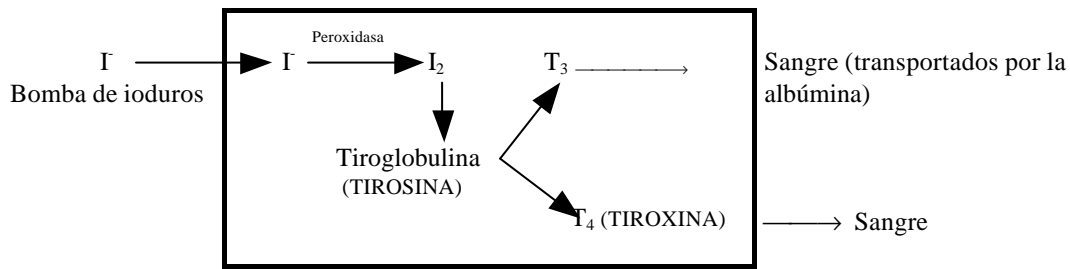 Peroxidasa
I⁻ I⁻ I₂ T₃ Sangre (transportados por la
Bomba de ioduros albúmina)
Tiroglobulina
(TIROSINA)
T₄ (TIROXINA) Sangre